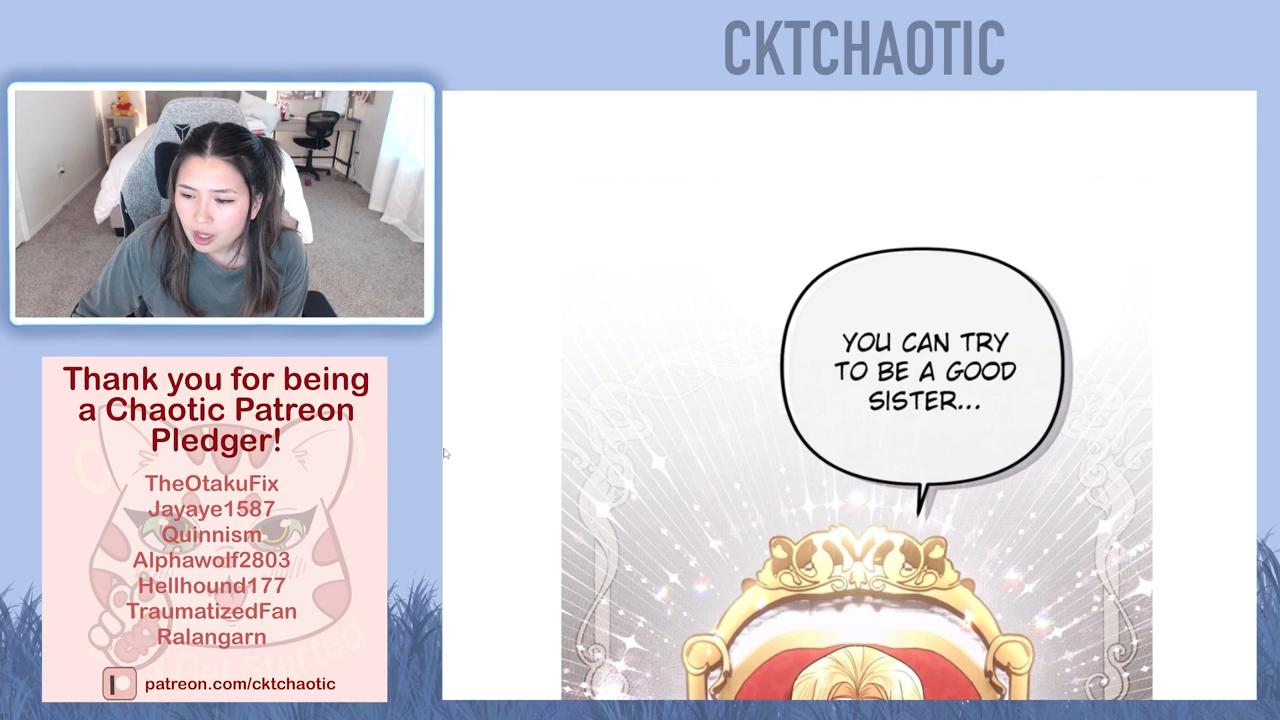 CKTCHAOTIC
Thank you for being
a Chaotic Patreon
Pledger!
TheOtakuFix
Jayaye1587
Quinnism
Alphawolf2803
Hellhound177
TraumatizedFan
Ralangarn
patreon.com/cktchaotic
YOU CAN TRY
TO BE A GOOD
SISTER...